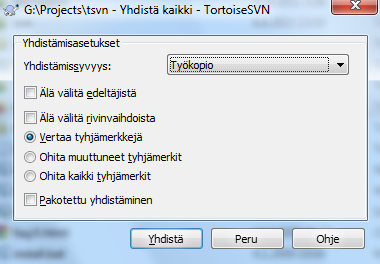 G:\Projects\tsvn - Yhdistä kaikki - TortoiseSVN
Yhdistämisasetukset
Yhdistämissyvyys: Työkopio
Älä välitä edeltäjistä
Älä välitä rivinvaihdoista
Vertaa tyhjämerkkejä
Ohita muuttuneet tyhjämerkit
Ohita kaikki tyhjämerkit
Pakotettu yhdistäminen
Yhdistä Peru Ohje